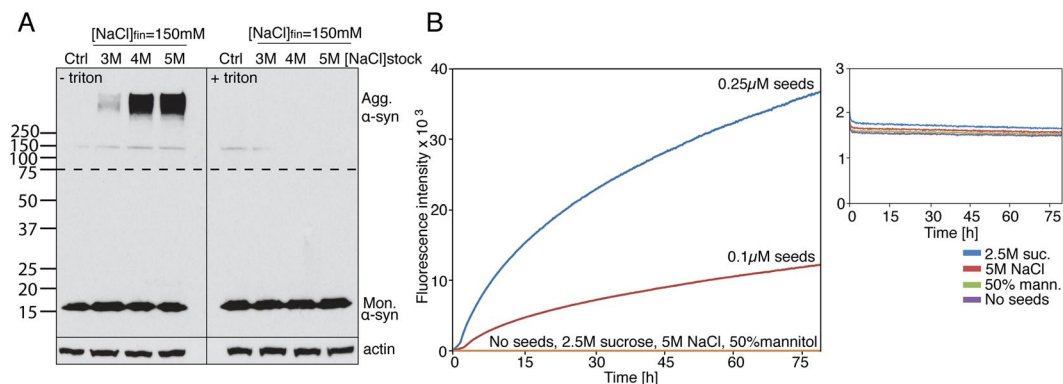 A
[NaCl]fin=150mM
[NaCl]fin=150mM
Ctrl 3M 4M 5M
Ctrl 3M 4M 5M [NaCl]stock
- triton
+ triton
Agg.
α-syn
250
150
100
75
50
37
25
20
15
Mon.
α-syn
actin
B
Fluorescence intensity x 10 3
40
30
20
10
0
0.25µM seeds
0.1µM seeds
No seeds, 2.5M sucrose, 5M NaCl, 50%mannitol
0 15 30 45 60 75
Time [h]
3
2
1
0
0 15 30 45 60 75
Time [h]
2.5M suc.
5M NaCl
50% mann.
No seeds